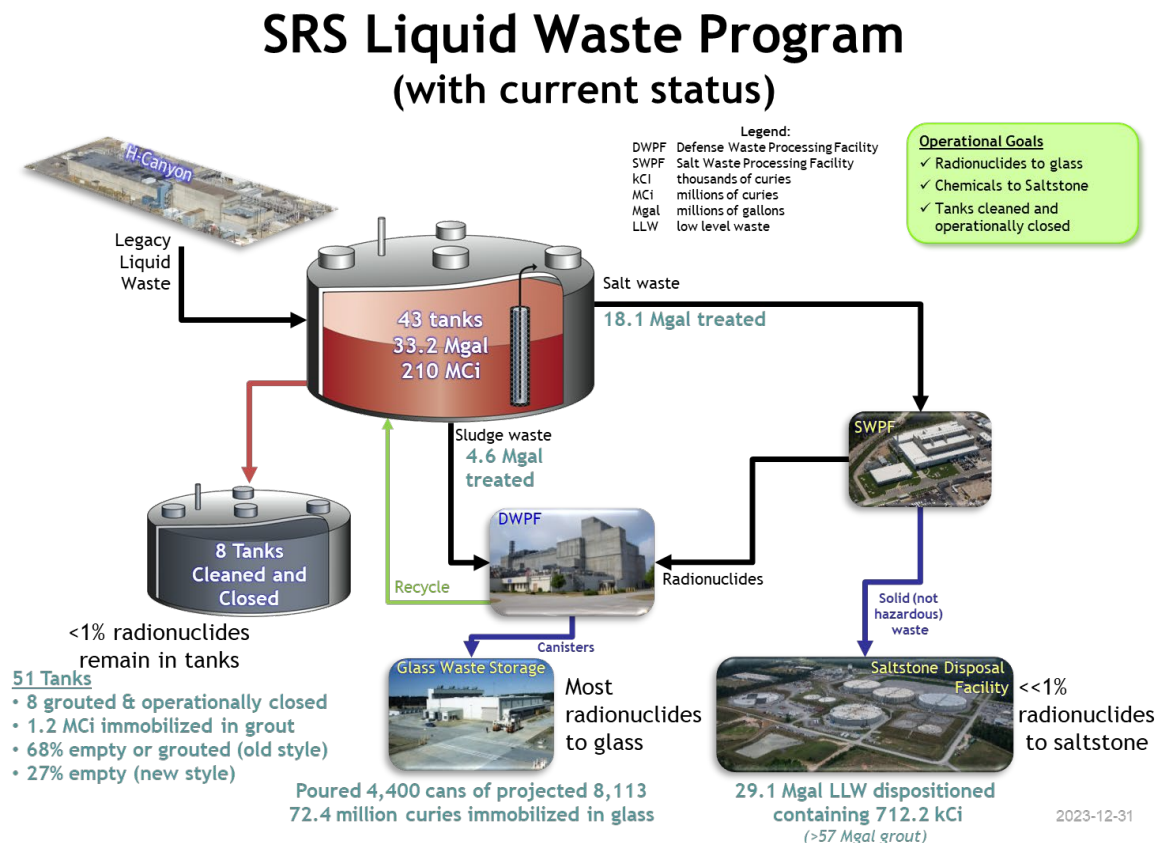 SRS Liquid Waste Program
(with current status)
H-Canyon
Legend:
DWPF Defense Waste Processing Facility
SWPF Salt Waste Processing Facility
kCI thousands of curies
MCi millions of curies
Mgal millions of gallons
LLW low level waste
Operational Goals
✓ Radionuclides to glass
✓ Chemicals to Saltstone
✓ Tanks cleaned and
operationally closed
Legacy
Liquid
Waste
43 tanks
33.2 Mgal
210 MCi
Salt waste
18.1 Mgal treated
SWPF
Sludge waste
4.6 Mgal
treated
DWPF
Recycle
Radionuclides
8 Tanks
Cleaned and
Closed
<1% radionuclides
remain in tanks
51 Tanks
• 8 grouted & operationally closed
• 1.2 MCi immobilized in grout
• 68% empty or grouted (old style)
• 27% empty (new style)
Canisters
Glass Waste Storage
Most
radionuclides
to glass
Poured 4,400 cans of projected 8,113
72.4 million curies immobilized in glass
Solid (not
hazardous)
waste
Saltstone Disposal
Facility
<<1%
radionuclides
to saltstone
29.1 Mgal LLW dispositioned
containing 712.2 kCi
(>57 Mgal grout)
2023-12-31